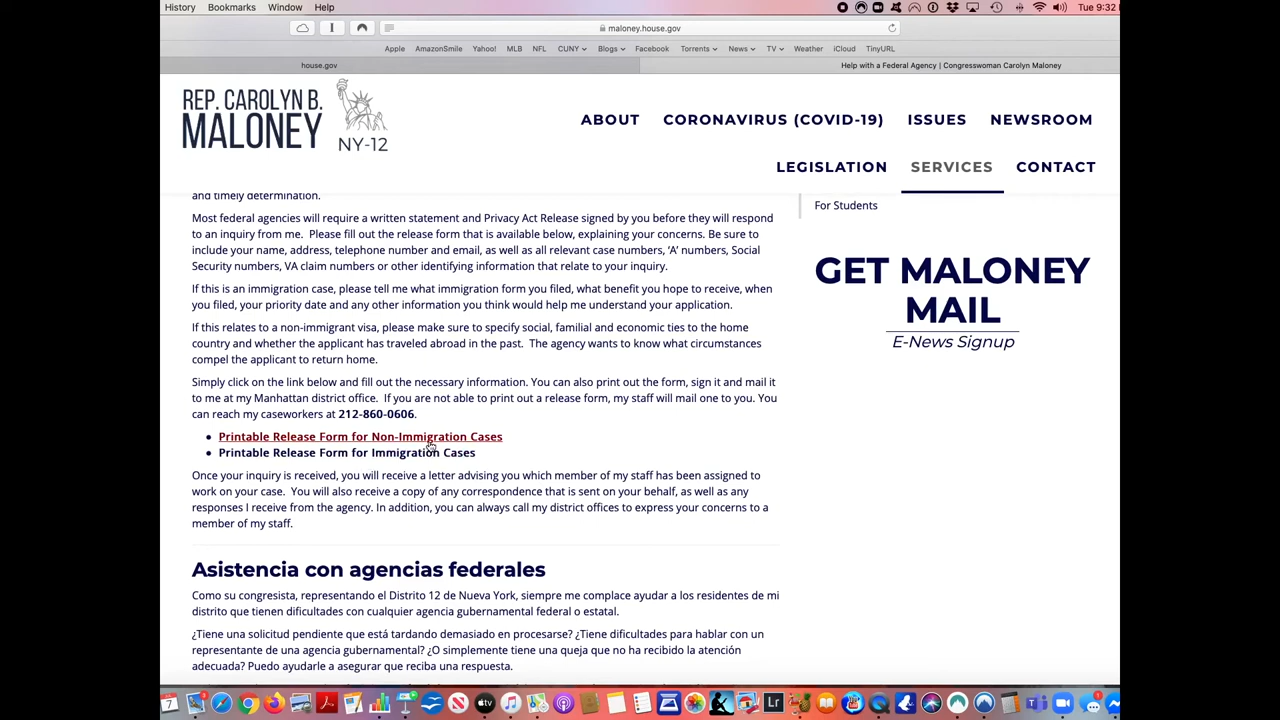 History Bookmarks Window Help
Tue 9:32
maloney.house.gov
Apple AmazonSmile Yahoo! MLB NFL CUNY Blogs Facebook Torrents News TV Weather iCloud TinyURL
house.gov
Help with a Federal Agency | Congresswoman Carolyn Maloney
REP. CAROLYN B.
MALONEY
NY-12
ABOUT CORONAVIRUS (COVID-19) ISSUES NEWSROOM
LEGISLATION SERVICES CONTACT
and timely determination.
Most federal agencies will require a written statement and Privacy Act Release signed by you before they will respond
to an inquiry from me. Please fill out the release form that is available below, explaining your concerns. Be sure to
include your name, address, telephone number and email, as well as all relevant case numbers, ‘A’ numbers, Social
Security numbers, VA claim numbers or other identifying information that relate to your inquiry.
If this is an immigration case, please tell me what immigration form you filed, what benefit you hope to receive, when
you filed, your priority date and any other information you think would help me understand your application.
If this relates to a non-immigrant visa, please make sure to specify social, familial and economic ties to the home
country and whether the applicant has traveled abroad in the past. The agency wants to know what circumstances
compel the applicant to return home.
Simply click on the link below and fill out the necessary information. You can also print out the form, sign it and mail it
to me at my Manhattan district office. If you are not able to print out a release form, my staff will mail one to you. You
can reach my caseworkers at 212-860-0606.
• Printable Release Form for Non-Immigration Cases
• Printable Release Form for Immigration Cases
Once your inquiry is received, you will receive a letter advising you which member of my staff has been assigned to
work on your case. You will also receive a copy of any correspondence that is sent on your behalf, as well as any
responses I receive from the agency. In addition, you can always call my district offices to express your concerns to a
member of my staff.
Asistencia con agencias federales
Como su congresista, representando el Distrito 12 de Nueva York, siempre me complace ayudar a los residentes de mi
distrito que tienen dificultades con cualquier agencia gubernamental federal o estatal.
¿Tiene una solicitud pendiente que está tardando demasiado en procesarse? ¿Tiene dificultades para hablar con un
representante de una agencia gubernamental? ¿O simplemente tiene una queja que no ha recibido la atención
adecuada? Puedo ayudarle a asegurar que reciba una respuesta.
For Students
GET MALONEY
MAIL
E-News Signup
7
Lr